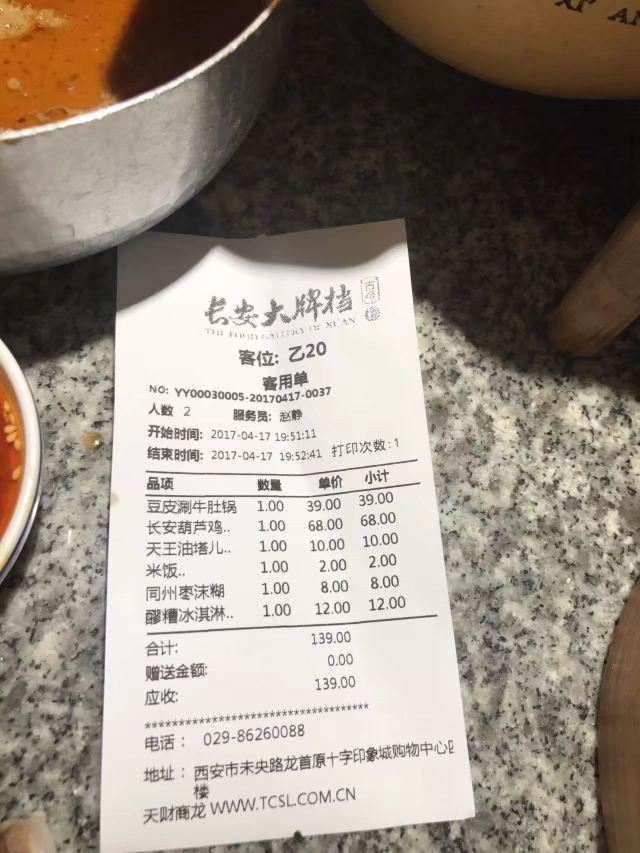 XI' AN
长安大牌档
THE FOOD GALLERY OF XI'AN
客位: 乙20
客用单
NO: YY00030005-20170417-0037
人数 2 服务员: 赵静
开始时间: 2017-04-17 19:51:11
结束时间: 2017-04-17 19:52:41 打印次数: 1
品项 数量 单价 小计
豆皮涮牛肚锅 1.00 39.00 39.00
长安葫芦鸡.. 1.00 68.00 68.00
天王油塔儿.. 1.00 10.00 10.00
米饭.. 1.00 2.00 2.00
同州枣沫糊 1.00 8.00 8.00
醪糟冰淇淋.. 1.00 12.00 12.00
合计: 139.00
赠送金额: 0.00
应收: 139.00
************************************
电话: 029-86260088
地址: 西安市未央路龙首原十字印象城购物中心
楼
天财商龙 WWW.TCSL.COM.CN